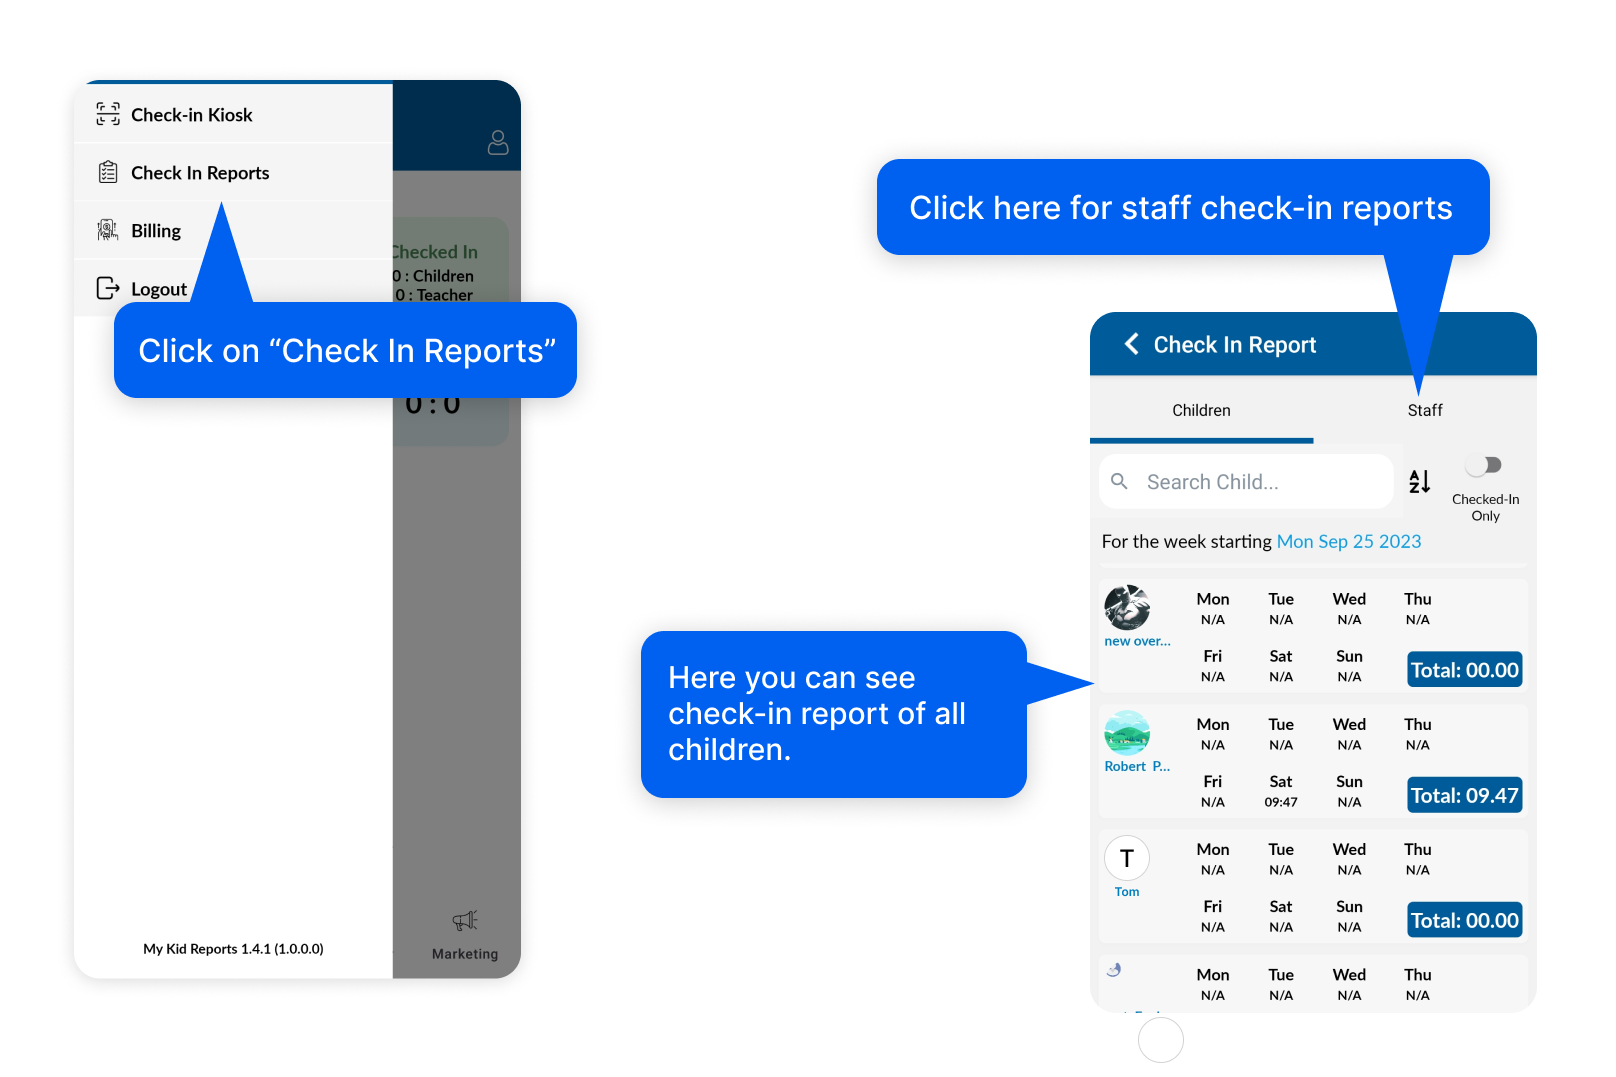 Check-in Kiosk
Check In Reports
Billing
Logout
Checked In
0 : Children
0 : Teacher
Click on “Check In Reports”
0 : 0
Marketing
My Kid Reports 1.4.1 (1.0.0.0)
Click here for staff check-in reports
Check In Report
Children Staff
Search Child...
A
Z
Checked-In
Only
For the week starting Mon Sep 25 2023
Here you can see
check-in report of all
children.
Mon Tue Wed Thu
N/A N/A N/A N/A
new over...
Fri Sat Sun
N/A N/A N/A
Total: 00.00
Mon Tue Wed Thu
N/A N/A N/A N/A
Robert P...
Fri Sat Sun
N/A 09:47 N/A
Total: 09.47
T
Mon Tue Wed Thu
N/A N/A N/A N/A
Tom
Fri Sat Sun
N/A N/A N/A
Total: 00.00
Mon Tue Wed Thu
N/A N/A N/A N/A